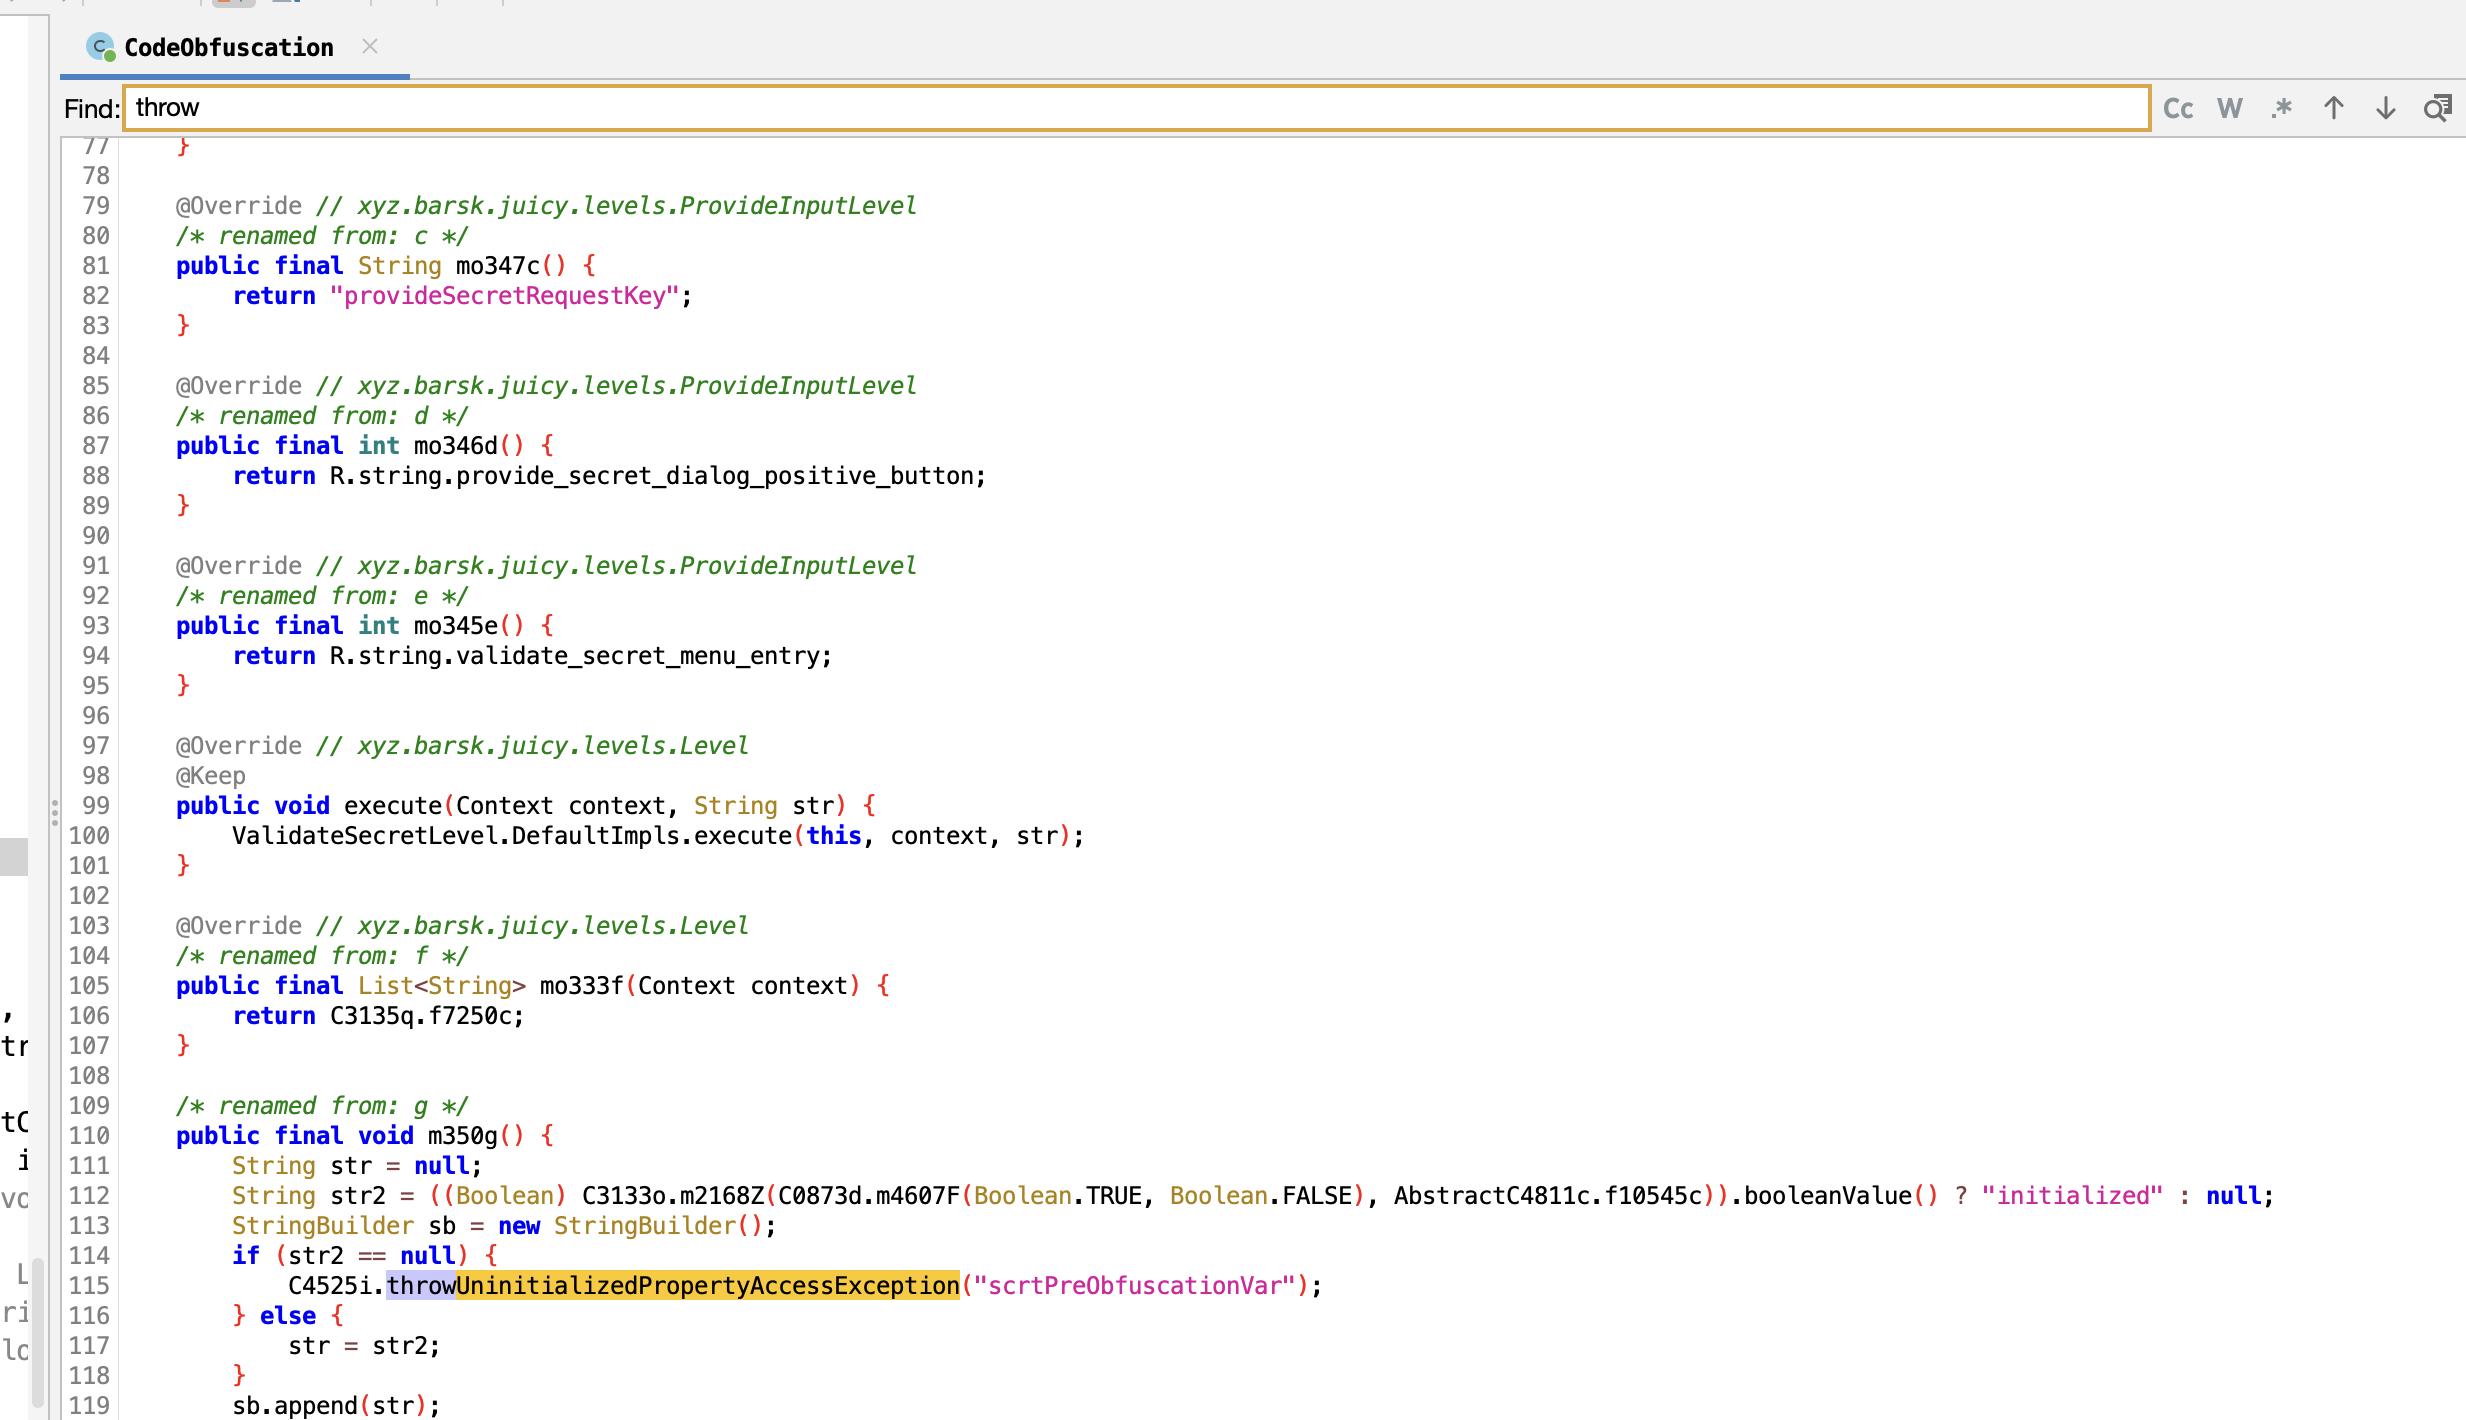 CodeObfuscation
Find: throw
Cc W .*
77 }
78
79 @Override // xyz.barsk.juicy.levels.ProvideInputLevel
80 /* renamed from: c */
81 public final String mo347c() {
82 return "provideSecretRequestKey";
83 }
84
85 @Override // xyz.barsk.juicy.levels.ProvideInputLevel
86 /* renamed from: d */
87 public final int mo346d() {
88 return R.string.provide_secret_dialog_positive_button;
89 }
90
91 @Override // xyz.barsk.juicy.levels.ProvideInputLevel
92 /* renamed from: e */
93 public final int mo345e() {
94 return R.string.validate_secret_menu_entry;
95 }
96
97 @Override // xyz.barsk.juicy.levels.Level
98 @Keep
99 public void execute(Context context, String str) {
100 ValidateSecretLevel.DefaultImpls.execute(this, context, str);
101 }
102
103 @Override // xyz.barsk.juicy.levels.Level
104 /* renamed from: f */
105 public final List<String> mo333f(Context context) {
106 return C3135q.f7250c;
107 }
108
109 /* renamed from: g */
110 public final void m350g() {
111 String str = null;
112 String str2 = ((Boolean) C3133o.m2168Z(C0873d.m4607F(Boolean.TRUE, Boolean.FALSE), AbstractC4811c.f10545c)).booleanValue() ? "initialized" : null;
113 StringBuilder sb = new StringBuilder();
114 if (str2 == null) {
115 C4525i.throwUninitializedPropertyAccessException("scrtPreObfuscationVar");
116 } else {
117 str = str2;
118 }
119 sb.append(str);